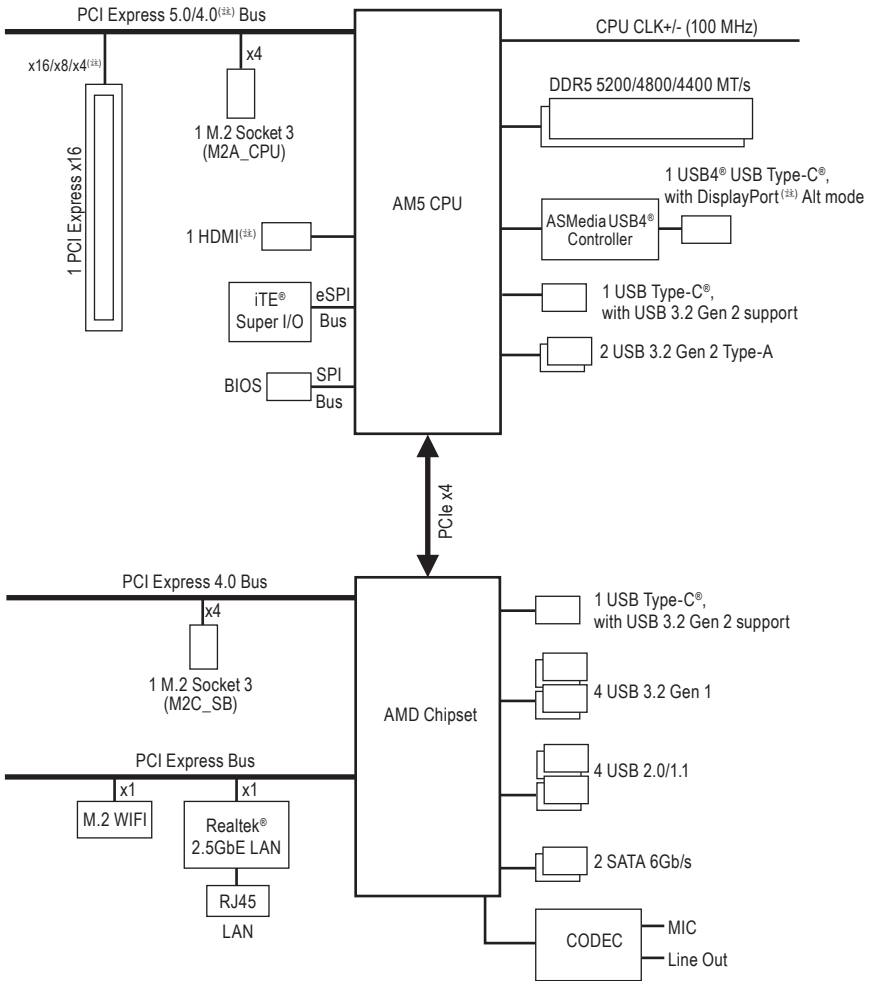 PCI Express 5.0/4.0(註) Bus
CPU CLK+/- (100 MHz)
x16/x8/x4(註)
x4
DDR5 5200/4800/4400 MT/s
1 PCI Express x16
1 M.2 Socket 3
(M2A_CPU)
AM5 CPU
1 USB4® USB Type-C®,
with DisplayPort(註) Alt mode
ASMedia USB4®
Controller
1 HDMI(註)
iTE®
Super I/O
eSPI
Bus
1 USB Type-C®,
with USB 3.2 Gen 2 support
2 USB 3.2 Gen 2 Type-A
BIOS
SPI
Bus
PCIe x4
PCI Express 4.0 Bus
x4
1 M.2 Socket 3
(M2C_SB)
AMD Chipset
1 USB Type-C®,
with USB 3.2 Gen 2 support
4 USB 3.2 Gen 1
PCI Express Bus
4 USB 2.0/1.1
x1
x1
M.2 WIFI
Realtek®
2.5GbE LAN
2 SATA 6Gb/s
RJ45
LAN
CODEC
MIC
Line Out